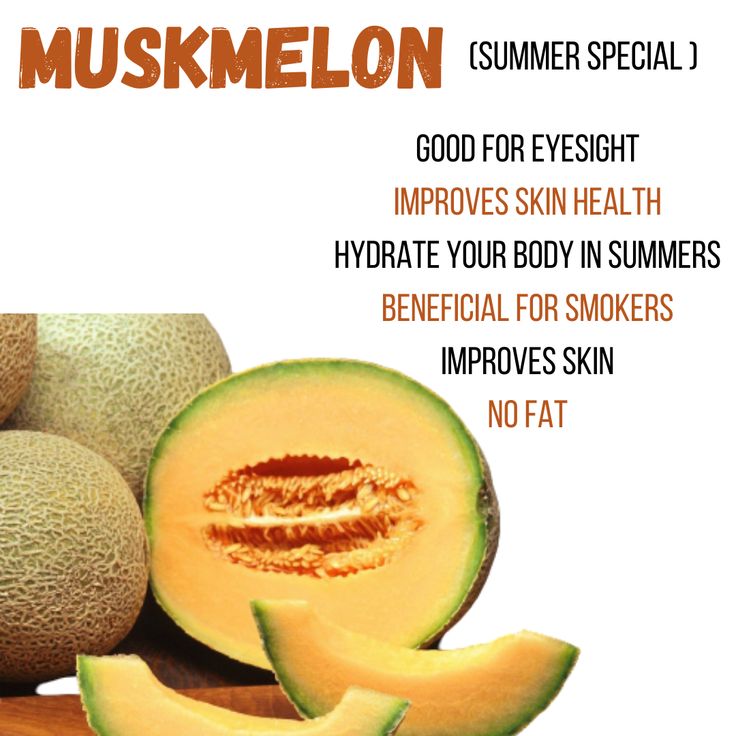 MUSKMELON (SUMMER SPECIAL )
GOOD FOR EYESIGHT
IMPROVES SKIN HEALTH
HYDRATE YOUR BODY IN SUMMERS
BENEFICIAL FOR SMOKERS
IMPROVES SKIN
NO FAT